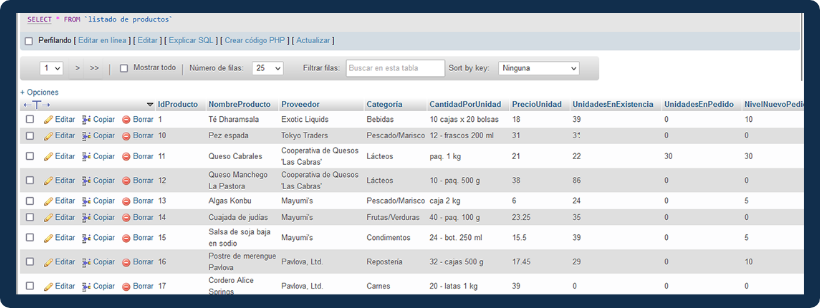 SELECT * FROM `listado de productos`
Perfilando [ Editar en línea ] [ Editar ] [ Explicar SQL ] [ Crear código PHP ] [ Actualizar ]
1 > >> Mostrar todo Número de filas: 25 Filtrar filas: Buscar en esta tabla Sort by key: Ninguna
+ Opciones
←T→ IdProducto NombreProducto Proveedor Categoría CantidadPorUnidad PrecioUnidad UnidadesEnExistencia UnidadesEnPedido NivelNuevoPedid
Editar Copiar Borrar 1 Té Dharamsala Exotic Liquids Bebidas 10 cajas x 20 bolsas 18 39 0 10
Editar Copiar Borrar 10 Pez espada Tokyo Traders Pescado/Marisco 12 - frascos 200 ml 31 0
Editar Copiar Borrar 11 Queso Cabrales Cooperativa de Quesos 'Las Cabras' Lácteos paq. 1 kg 21 22 30 30
Editar Copiar Borrar 12 Queso Manchego La Pastora Cooperativa de Quesos 'Las Cabras' Lácteos 10 - paq. 500 g 38 86 0
Editar Copiar Borrar 13 Algas Konbu Mayumi's Pescado/Marisco caja 2 kg 6 24 0 5
Editar Copiar Borrar 14 Cuajada de judías Mayumi's Frutas/Verduras 40 - paq. 100 g 23.25 35 0
Editar Copiar Borrar 15 Salsa de soja baja en sodio Mayumi's Condimentos 24 - bot. 250 ml 15.5 39 0 5
Editar Copiar Borrar 16 Postre de merengue Pavlova Pavlova, Ltd. Repostería 32 - cajas 500 g 17.45 29 0 10
Editar Copiar Borrar 17 Cordero Alice Springs Pavlova, Ltd. Carnes 20 - latas 1 kg 39 0 0